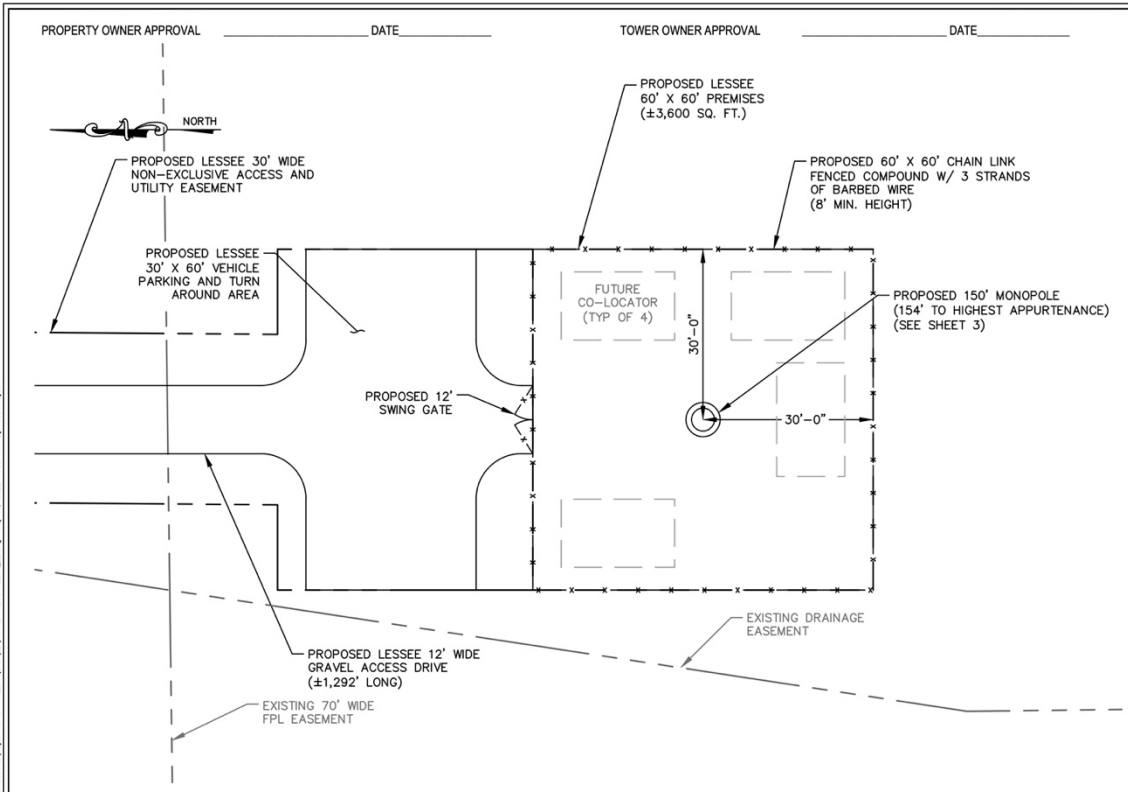 PROPERTY OWNER APPROVAL ____________________ DATE____________
TOWER OWNER APPROVAL ____________________ DATE____________
NORTH
PROPOSED LESSEE
60' X 60' PREMISES
(±3,600 SQ. FT.)
PROPOSED LESSEE 30' WIDE
NON-EXCLUSIVE ACCESS AND
UTILITY EASEMENT
PROPOSED 60' X 60' CHAIN LINK
FENCED COMPOUND W/ 3 STRANDS
OF BARBED WIRE
(8' MIN. HEIGHT)
PROPOSED LESSEE
30' X 60' VEHICLE
PARKING AND TURN
AROUND AREA
FUTURE
CO-LOCATOR
(TYP OF 4)
30'-0"
PROPOSED 150' MONOPOLE
(154' TO HIGHEST APPURTENANCE)
(SEE SHEET 3)
PROPOSED 12'
SWING GATE
30'-0"
EXISTING DRAINAGE
EASEMENT
PROPOSED LESSEE 12' WIDE
GRAVEL ACCESS DRIVE
(±1,292' LONG)
EXISTING 70' WIDE
FPL EASEMENT